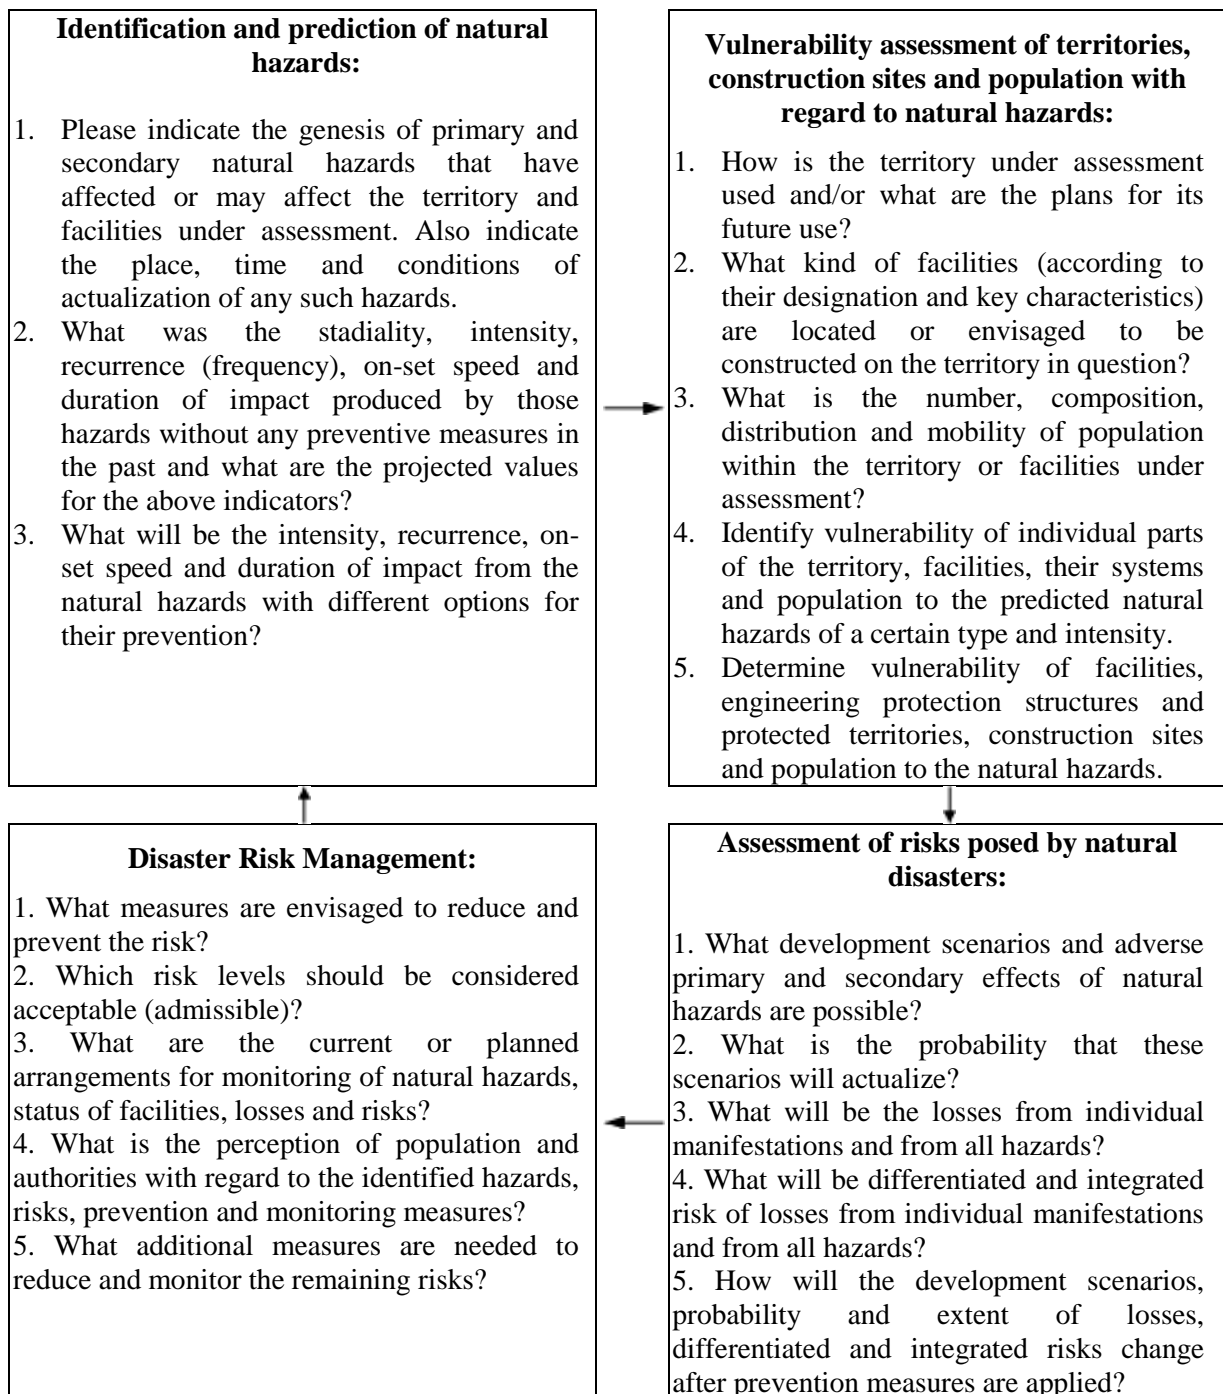 Identification and prediction of natural
hazards:
1. Please indicate the genesis of primary and
secondary natural hazards that have
affected or may affect the territory and
facilities under assessment. Also indicate
the place, time and conditions of
actualization of any such hazards.
2. What was the stadiality, intensity,
recurrence (frequency), on-set speed and
duration of impact produced by those
hazards without any preventive measures in
the past and what are the projected values
for the above indicators?
3. What will be the intensity, recurrence, on-
set speed and duration of impact from the
natural hazards with different options for
their prevention?
Vulnerability assessment of territories,
construction sites and population with
regard to natural hazards:
1. How is the territory under assessment
used and/or what are the plans for its
future use?
2. What kind of facilities (according to
their designation and key characteristics)
are located or envisaged to be
constructed on the territory in question?
3. What is the number, composition,
distribution and mobility of population
within the territory or facilities under
assessment?
4. Identify vulnerability of individual parts
of the territory, facilities, their systems
and population to the predicted natural
hazards of a certain type and intensity.
5. Determine vulnerability of facilities,
engineering protection structures and
protected territories, construction sites
and population to the natural hazards.
Disaster Risk Management:
1. What measures are envisaged to reduce and
prevent the risk?
2. Which risk levels should be considered
acceptable (admissible)?
3. What are the current or planned
arrangements for monitoring of natural hazards,
status of facilities, losses and risks?
4. What is the perception of population and
authorities with regard to the identified hazards,
risks, prevention and monitoring measures?
5. What additional measures are needed to
reduce and monitor the remaining risks?
Assessment of risks posed by natural
disasters:
1. What development scenarios and adverse
primary and secondary effects of natural
hazards are possible?
2. What is the probability that these
scenarios will actualize?
3. What will be the losses from individual
manifestations and from all hazards?
4. What will be differentiated and integrated
risk of losses from individual manifestations
and from all hazards?
5. How will the development scenarios,
probability and extent of losses,
differentiated and integrated risks change
after prevention measures are applied?